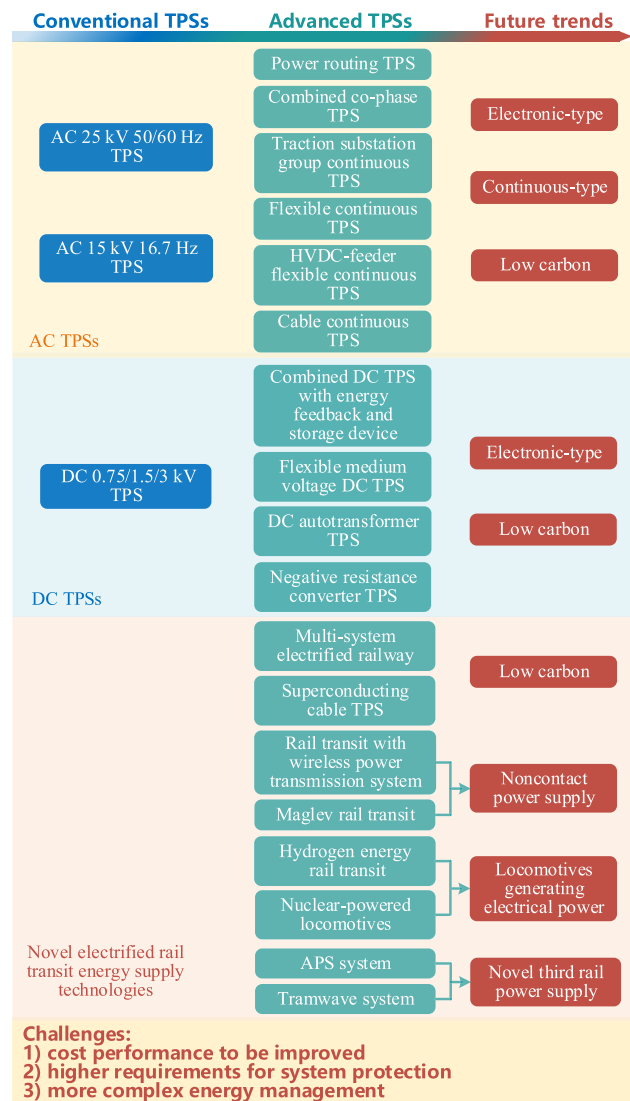 Conventional TPSs
Advanced TPSs
Future trends
AC 25 kV 50/60 Hz
TPS
AC 15 kV 16.7 Hz
TPS
AC TPSs
Power routing TPS
Combined co-phase
TPS
Traction substation
group continuous
TPS
Flexible continuous
TPS
HVDC-feeder
flexible continuous
TPS
Cable continuous
TPS
Electronic-type
Continuous-type
Low carbon
DC 0.75/1.5/3 kV
TPS
DC TPSs
Combined DC TPS
with energy
feedback and
storage device
Flexible medium
voltage DC TPS
DC autotransformer
TPS
Negative resistance
converter TPS
Electronic-type
Low carbon
Novel electrified rail
transit energy supply
technologies
Multi-system
electrified railway
Superconducting
cable TPS
Rail transit with
wireless power
transmission system
Maglev rail transit
Hydrogen energy
rail transit
Nuclear-powered
locomotives
APS system
Tramwave system
Low carbon
Noncontact
power supply
Locomotives
generating
electrical power
Novel third rail
power supply
Challenges:
1) cost performance to be improved
2) higher requirements for system protection
3) more complex energy management